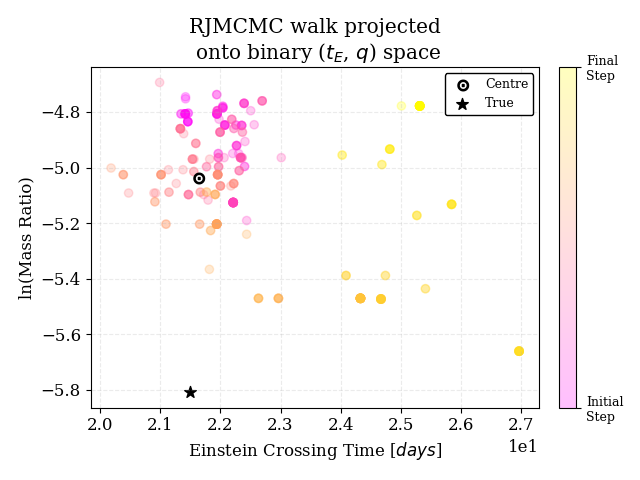 RJMCMC walk projected
onto binary (t_E, q) space
Centre
True
Final
Step
Initial
Step
ln(Mass Ratio)
−4.8
−5.0
−5.2
−5.4
−5.6
−5.8
2.0 2.1 2.2 2.3 2.4 2.5 2.6 2.7
1e1
Einstein Crossing Time [days]